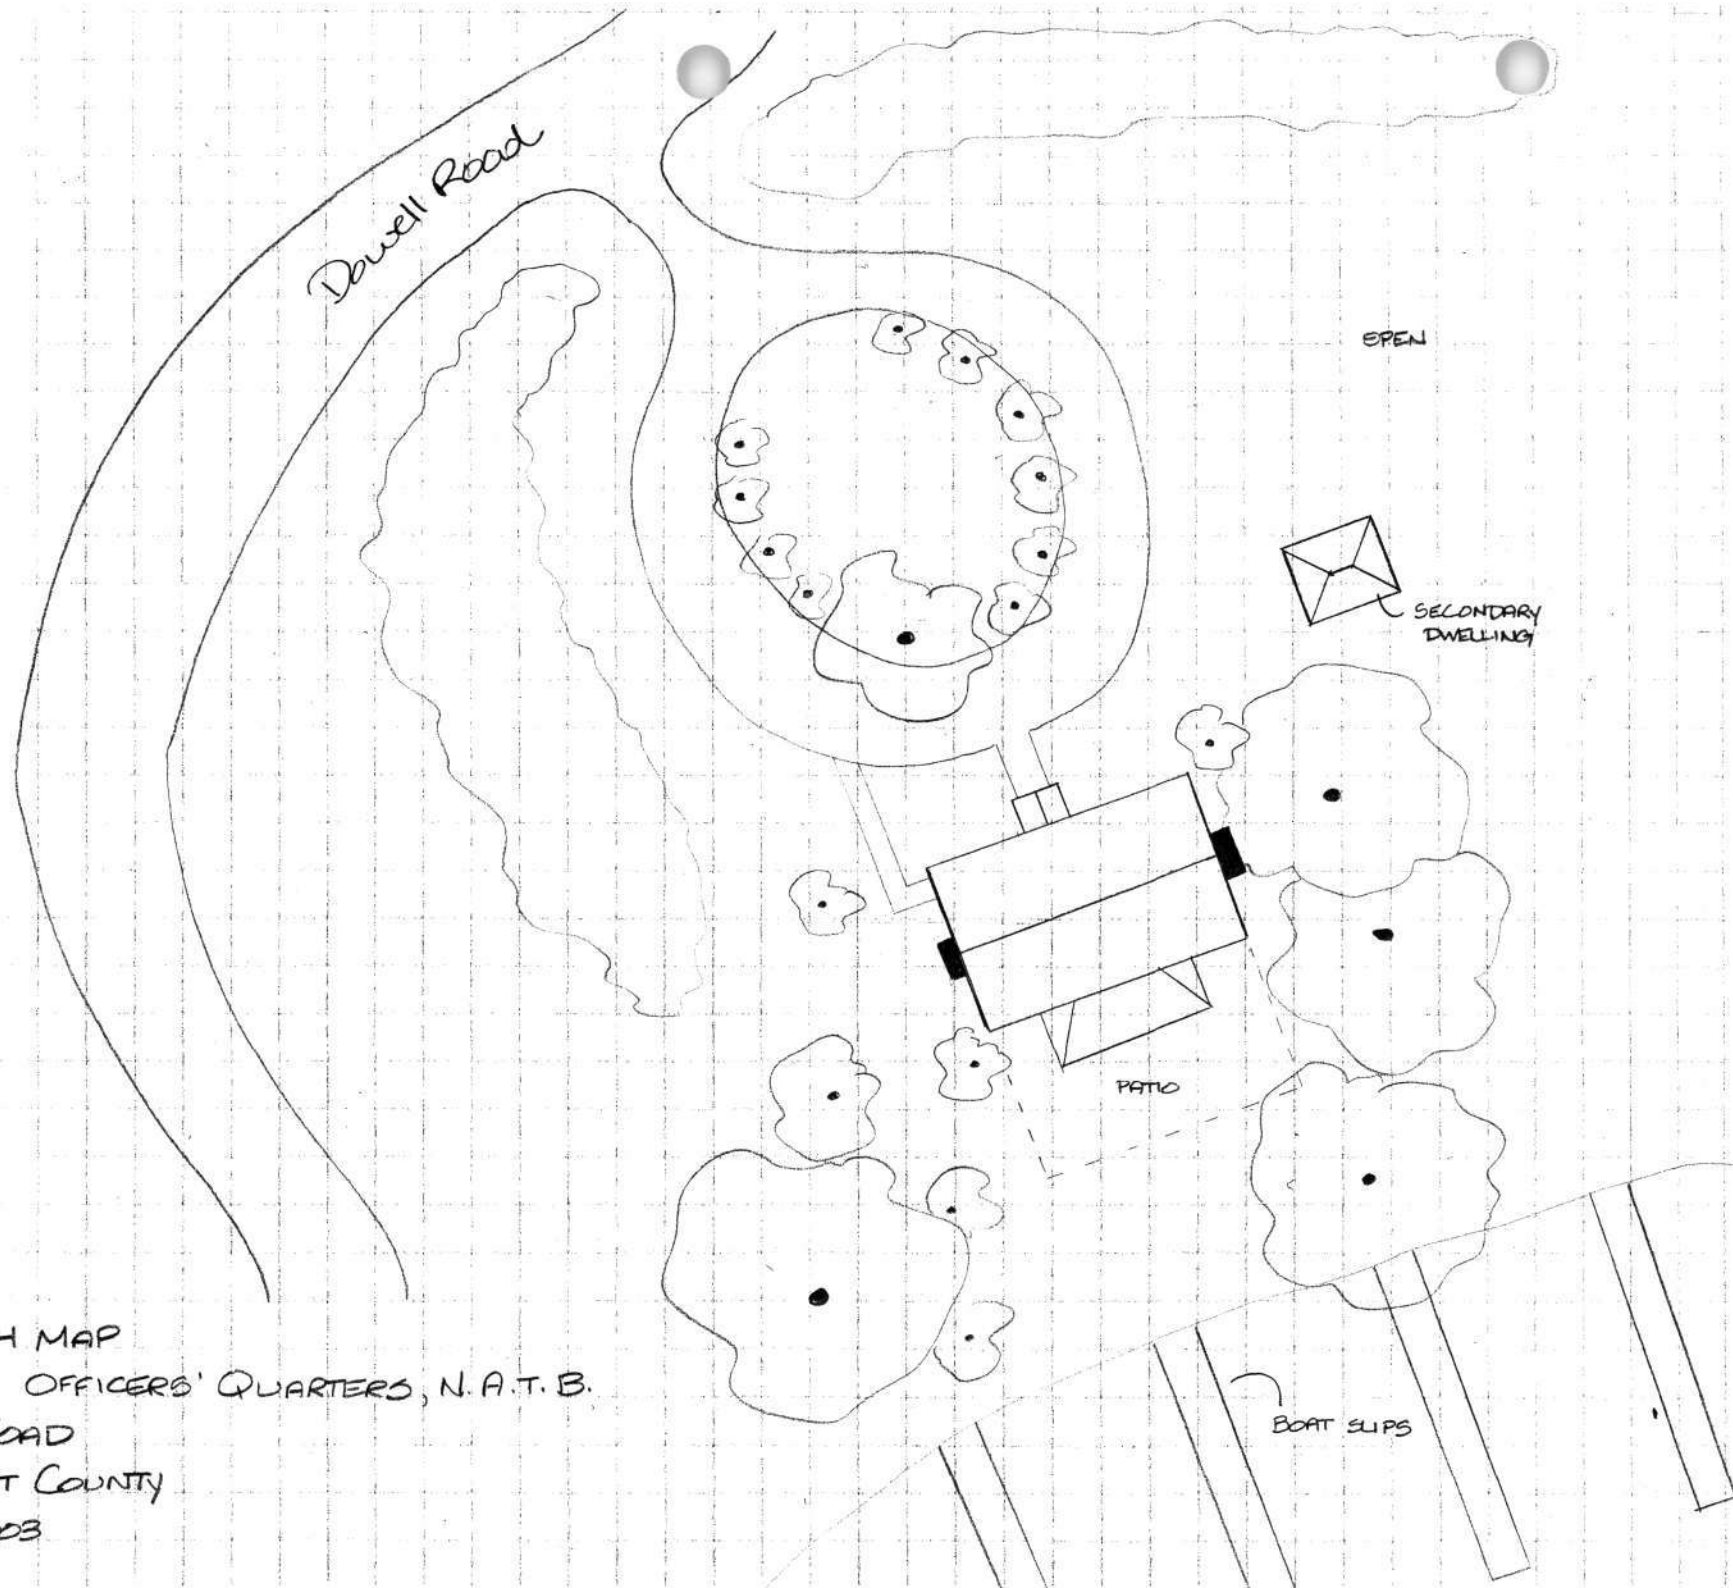 Dowell Road
OPEN
SECONDARY
DWELLING
PATIO
BOAT SLIPS
H MAP
OFFICERS' QUARTERS, N.A.T.B.
OAD
T COUNTY
03